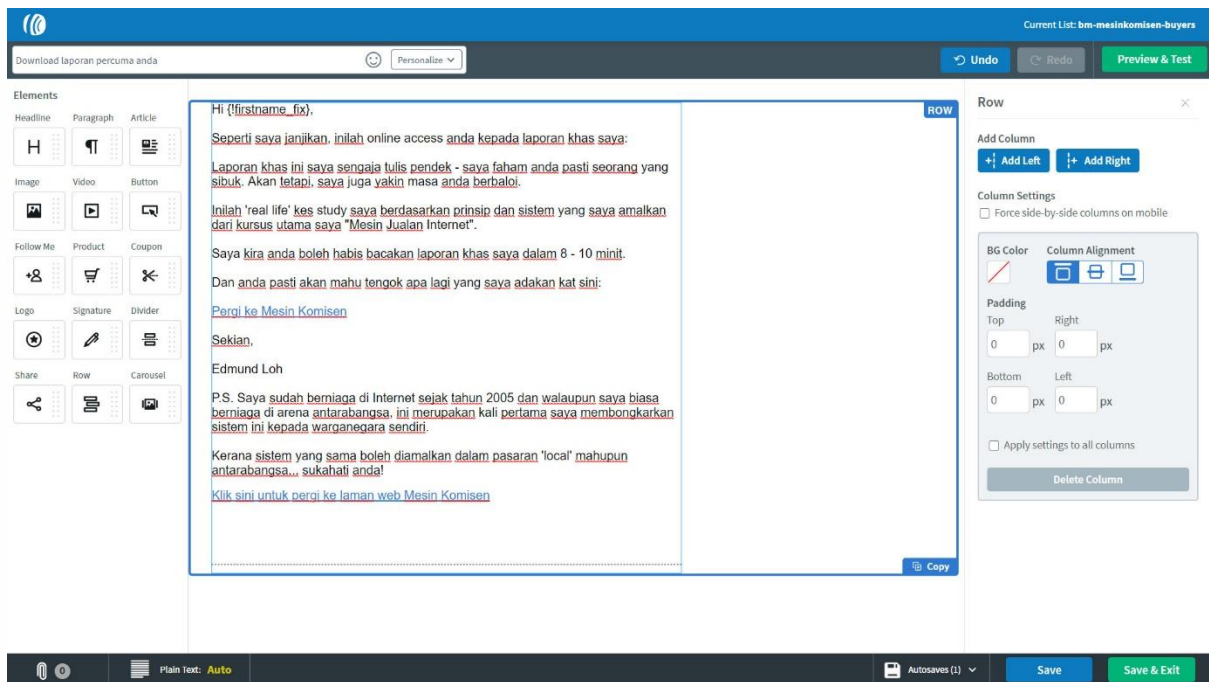 Current List: bm-mesinkomisen-buyers
Download laporan percuma anda
Personalize
Undo
Redo
Preview & Test
Elements
Headline Paragraph Article
H
Image Video Button
Follow Me Product Coupon
Logo Signature Divider
Share Row Carousel
ROW
Hi {!firstname_fix},
Seperti saya janjikan, inilah online access anda kepada laporan khas saya:
Laporan khas ini saya sengaja tulis pendek - saya faham anda pasti seorang yang
sibuk. Akan tetapi, saya juga yakin masa anda berbaloi.
Inilah 'real life' kes study saya berdasarkan prinsip dan sistem yang saya amalkan
dari kursus utama saya "Mesin Jualan Internet".
Saya kira anda boleh habis bacakan laporan khas saya dalam 8 - 10 minit.
Dan anda pasti akan mahu tengok apa lagi yang saya adakan kat sini:
Pergi ke Mesin Komisen
Sekian,
Edmund Loh
P.S. Saya sudah berniaga di Internet sejak tahun 2005 dan walaupun saya biasa
berniaga di arena antarabangsa, ini merupakan kali pertama saya membongkarkan
sistem ini kepada warganegara sendiri.
Kerana sistem yang sama boleh diamalkan dalam pasaran 'local' mahupun
antarabangsa... sukahati anda!
Klik sini untuk pergi ke laman web Mesin Komisen
Copy
Row
Add Column
Add Left
Add Right
Column Settings
Force side-by-side columns on mobile
BG Color Column Alignment
Padding
Top Right
0 px 0 px
Bottom Left
0 px 0 px
Apply settings to all columns
Delete Column
0
Plain Text: Auto
Autosaves (1)
Save
Save & Exit